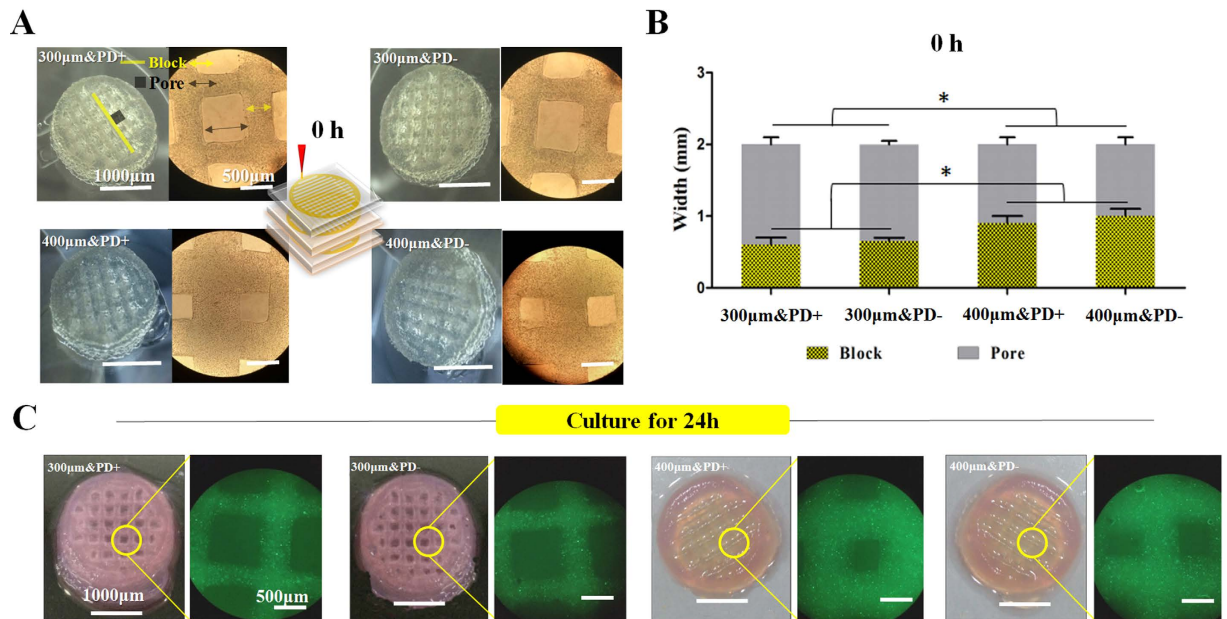 A
300μm&PD+
Block
Pore
1000μm
500μm
300μm&PD-
0 h
400μm&PD+
400μm&PD-
B
0 h
Width (mm)
3
2
1
0
*
*
300μm&PD+
300μm&PD-
400μm&PD+
400μm&PD-
Block
Pore
C
Culture for 24h
300μm&PD+
1000μm
500μm
300μm&PD-
400μm&PD+
400μm&PD-